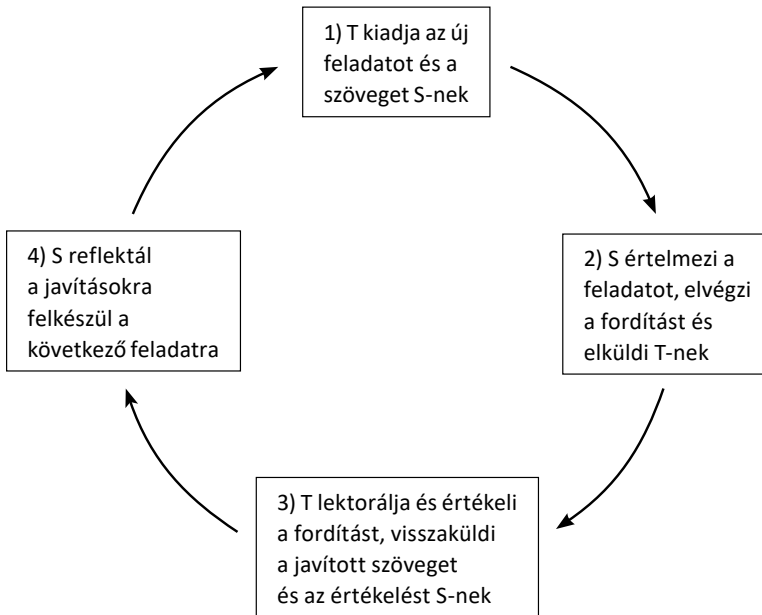 1) T kiadja az új
feladatot és a
szöveget S-nek
2) S értelmezi a
feladatot, elvégzi
a fordítást és
elküldi T-nek
3) T lektorálja és értékeli
a fordítást, visszaküldi
a javított szöveget
és az értékelést S-nek
4) S reflektál
a javításokra
felkészül a
következő feladatra